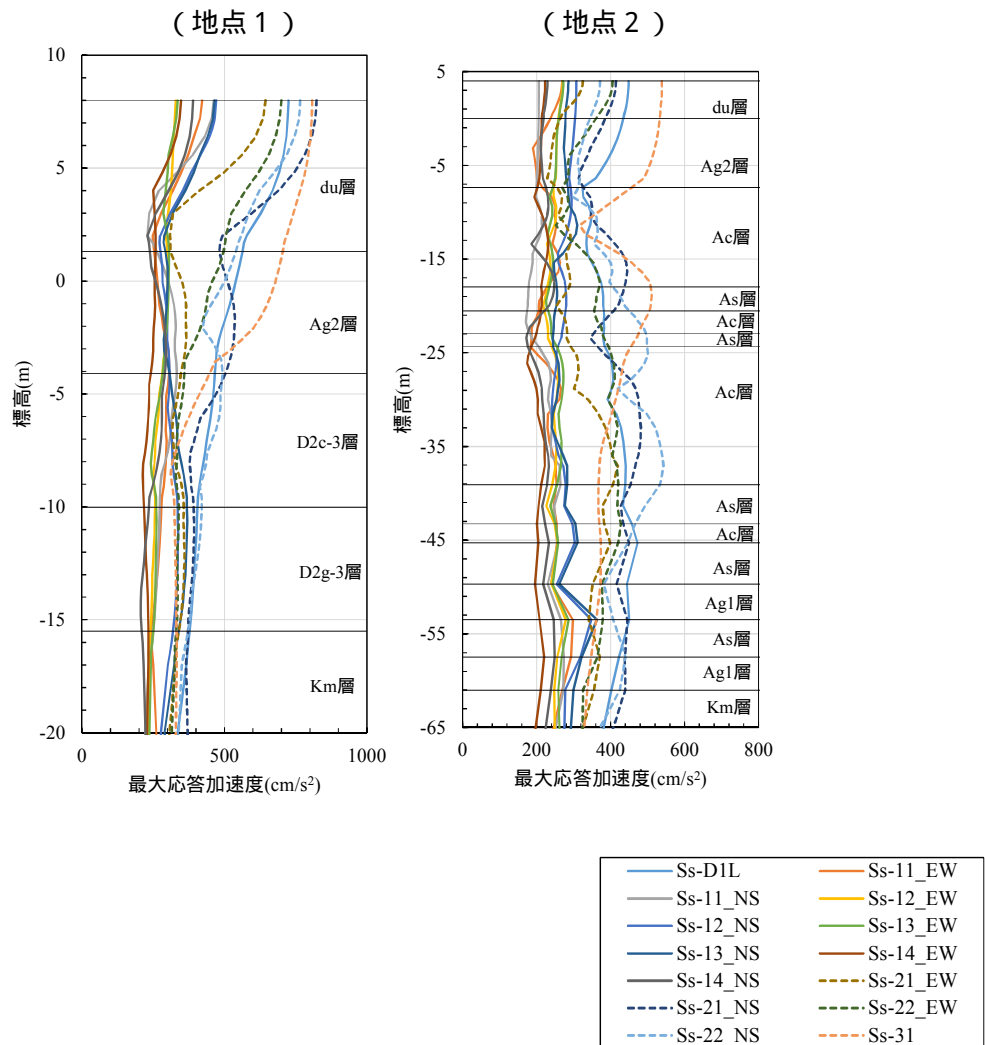 (地点1)
(地点2)
10
5
0
-5
-10
-15
-20
標高(m)
du層
Ag2層
D2c-3層
D2g-3層
Km層
0
500
1000
最大応答加速度(cm/s²)
5
-5
-15
-25
-35
-45
-55
-65
標高(m)
du層
Ag2層
Ac層
As層
Ac層
As層
Ac層
As層
Ac層
As層
Ag1層
As層
Ag1層
Km層
0
200
400
600
800
最大応答加速度(cm/s²)
Ss-D1L
Ss-11_EW
Ss-11_NS
Ss-12_EW
Ss-12_NS
Ss-13_EW
Ss-13_NS
Ss-14_EW
Ss-14_NS
Ss-21_EW
Ss-21_NS
Ss-22_EW
Ss-22_NS
Ss-31